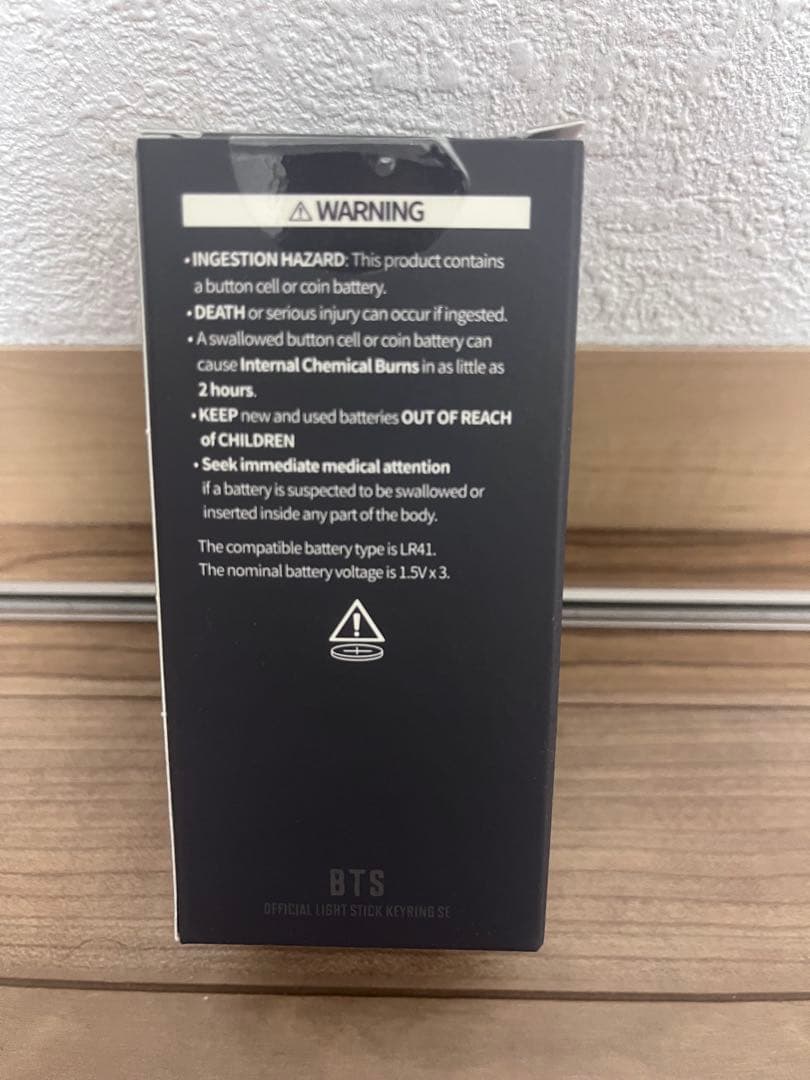 ⚠ WARNING
• INGESTION HAZARD: This product contains
a button cell or coin battery.
• DEATH or serious injury can occur if ingested.
• A swallowed button cell or coin battery can
cause Internal Chemical Burns in as little as
2 hours.
• KEEP new and used batteries OUT OF REACH
of CHILDREN
• Seek immediate medical attention
if a battery is suspected to be swallowed or
inserted inside any part of the body.
The compatible battery type is LR41.
The nominal battery voltage is 1.5V x 3.
BTS
OFFICIAL LIGHT STICK KEYRING SE